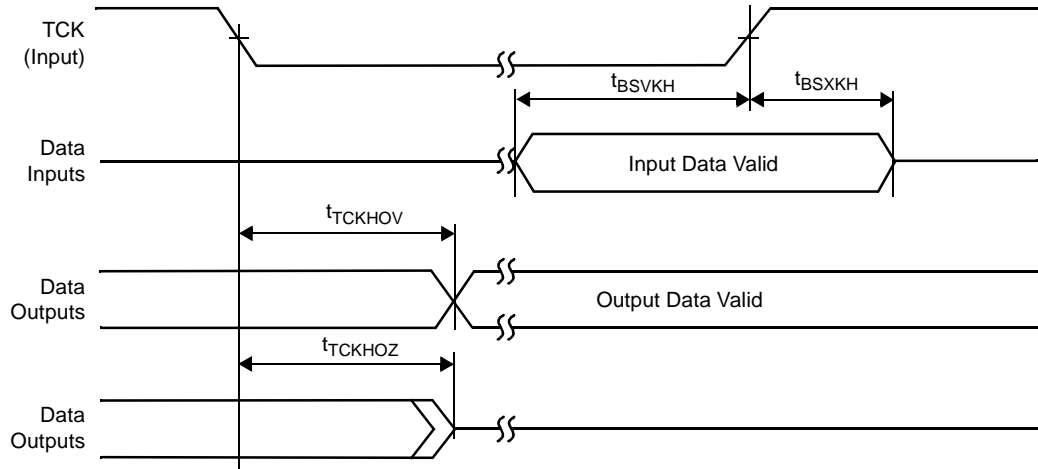 TCK
(Input)
tBSVKH
tBSXKH
Data
Inputs
Input Data Valid
tTCKHOV
Data
Outputs
Output Data Valid
tTCKHOZ
Data
Outputs